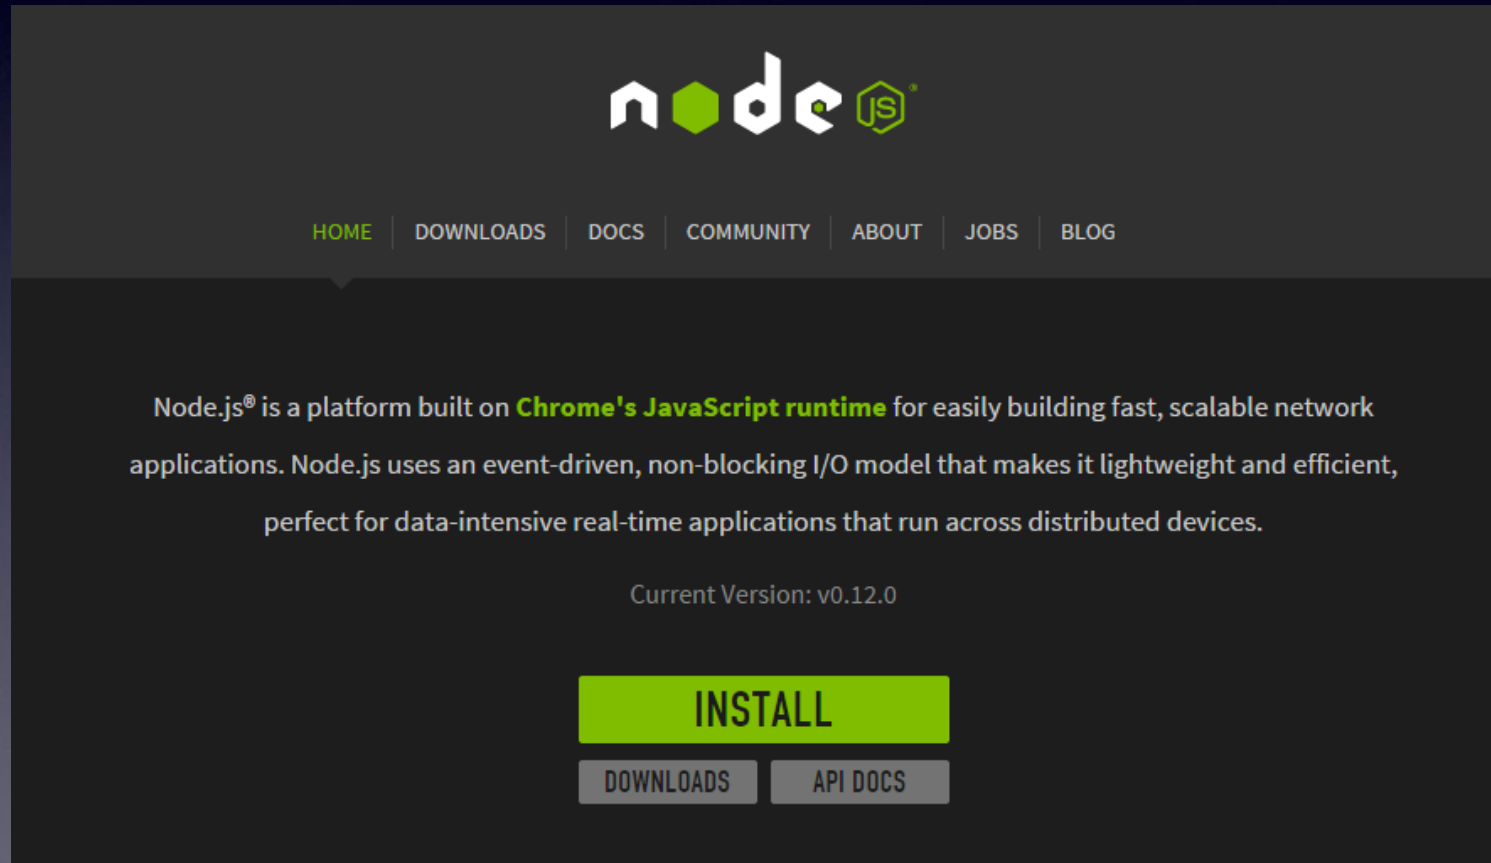 node JS®
HOME DOWNLOADS DOCS COMMUNITY ABOUT JOBS BLOG
Node.js® is a platform built on Chrome's JavaScript runtime for easily building fast, scalable network
applications. Node.js uses an event-driven, non-blocking I/O model that makes it lightweight and efficient,
perfect for data-intensive real-time applications that run across distributed devices.
Current Version: v0.12.0
INSTALL
DOWNLOADS API DOCS